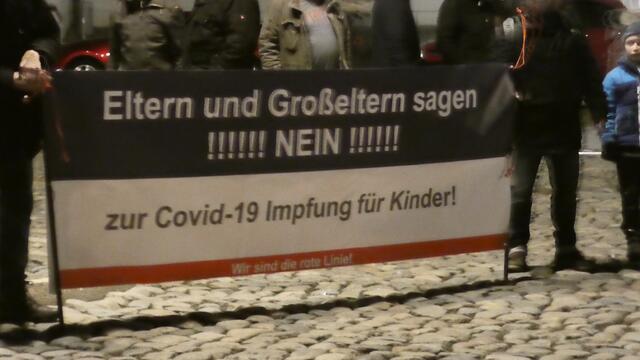 Eltern und Großeltern sagen
!!!!!! NEIN !!!!!!
zur Covid-19 Impfung für Kinder!
Wir sind die rote Linie!